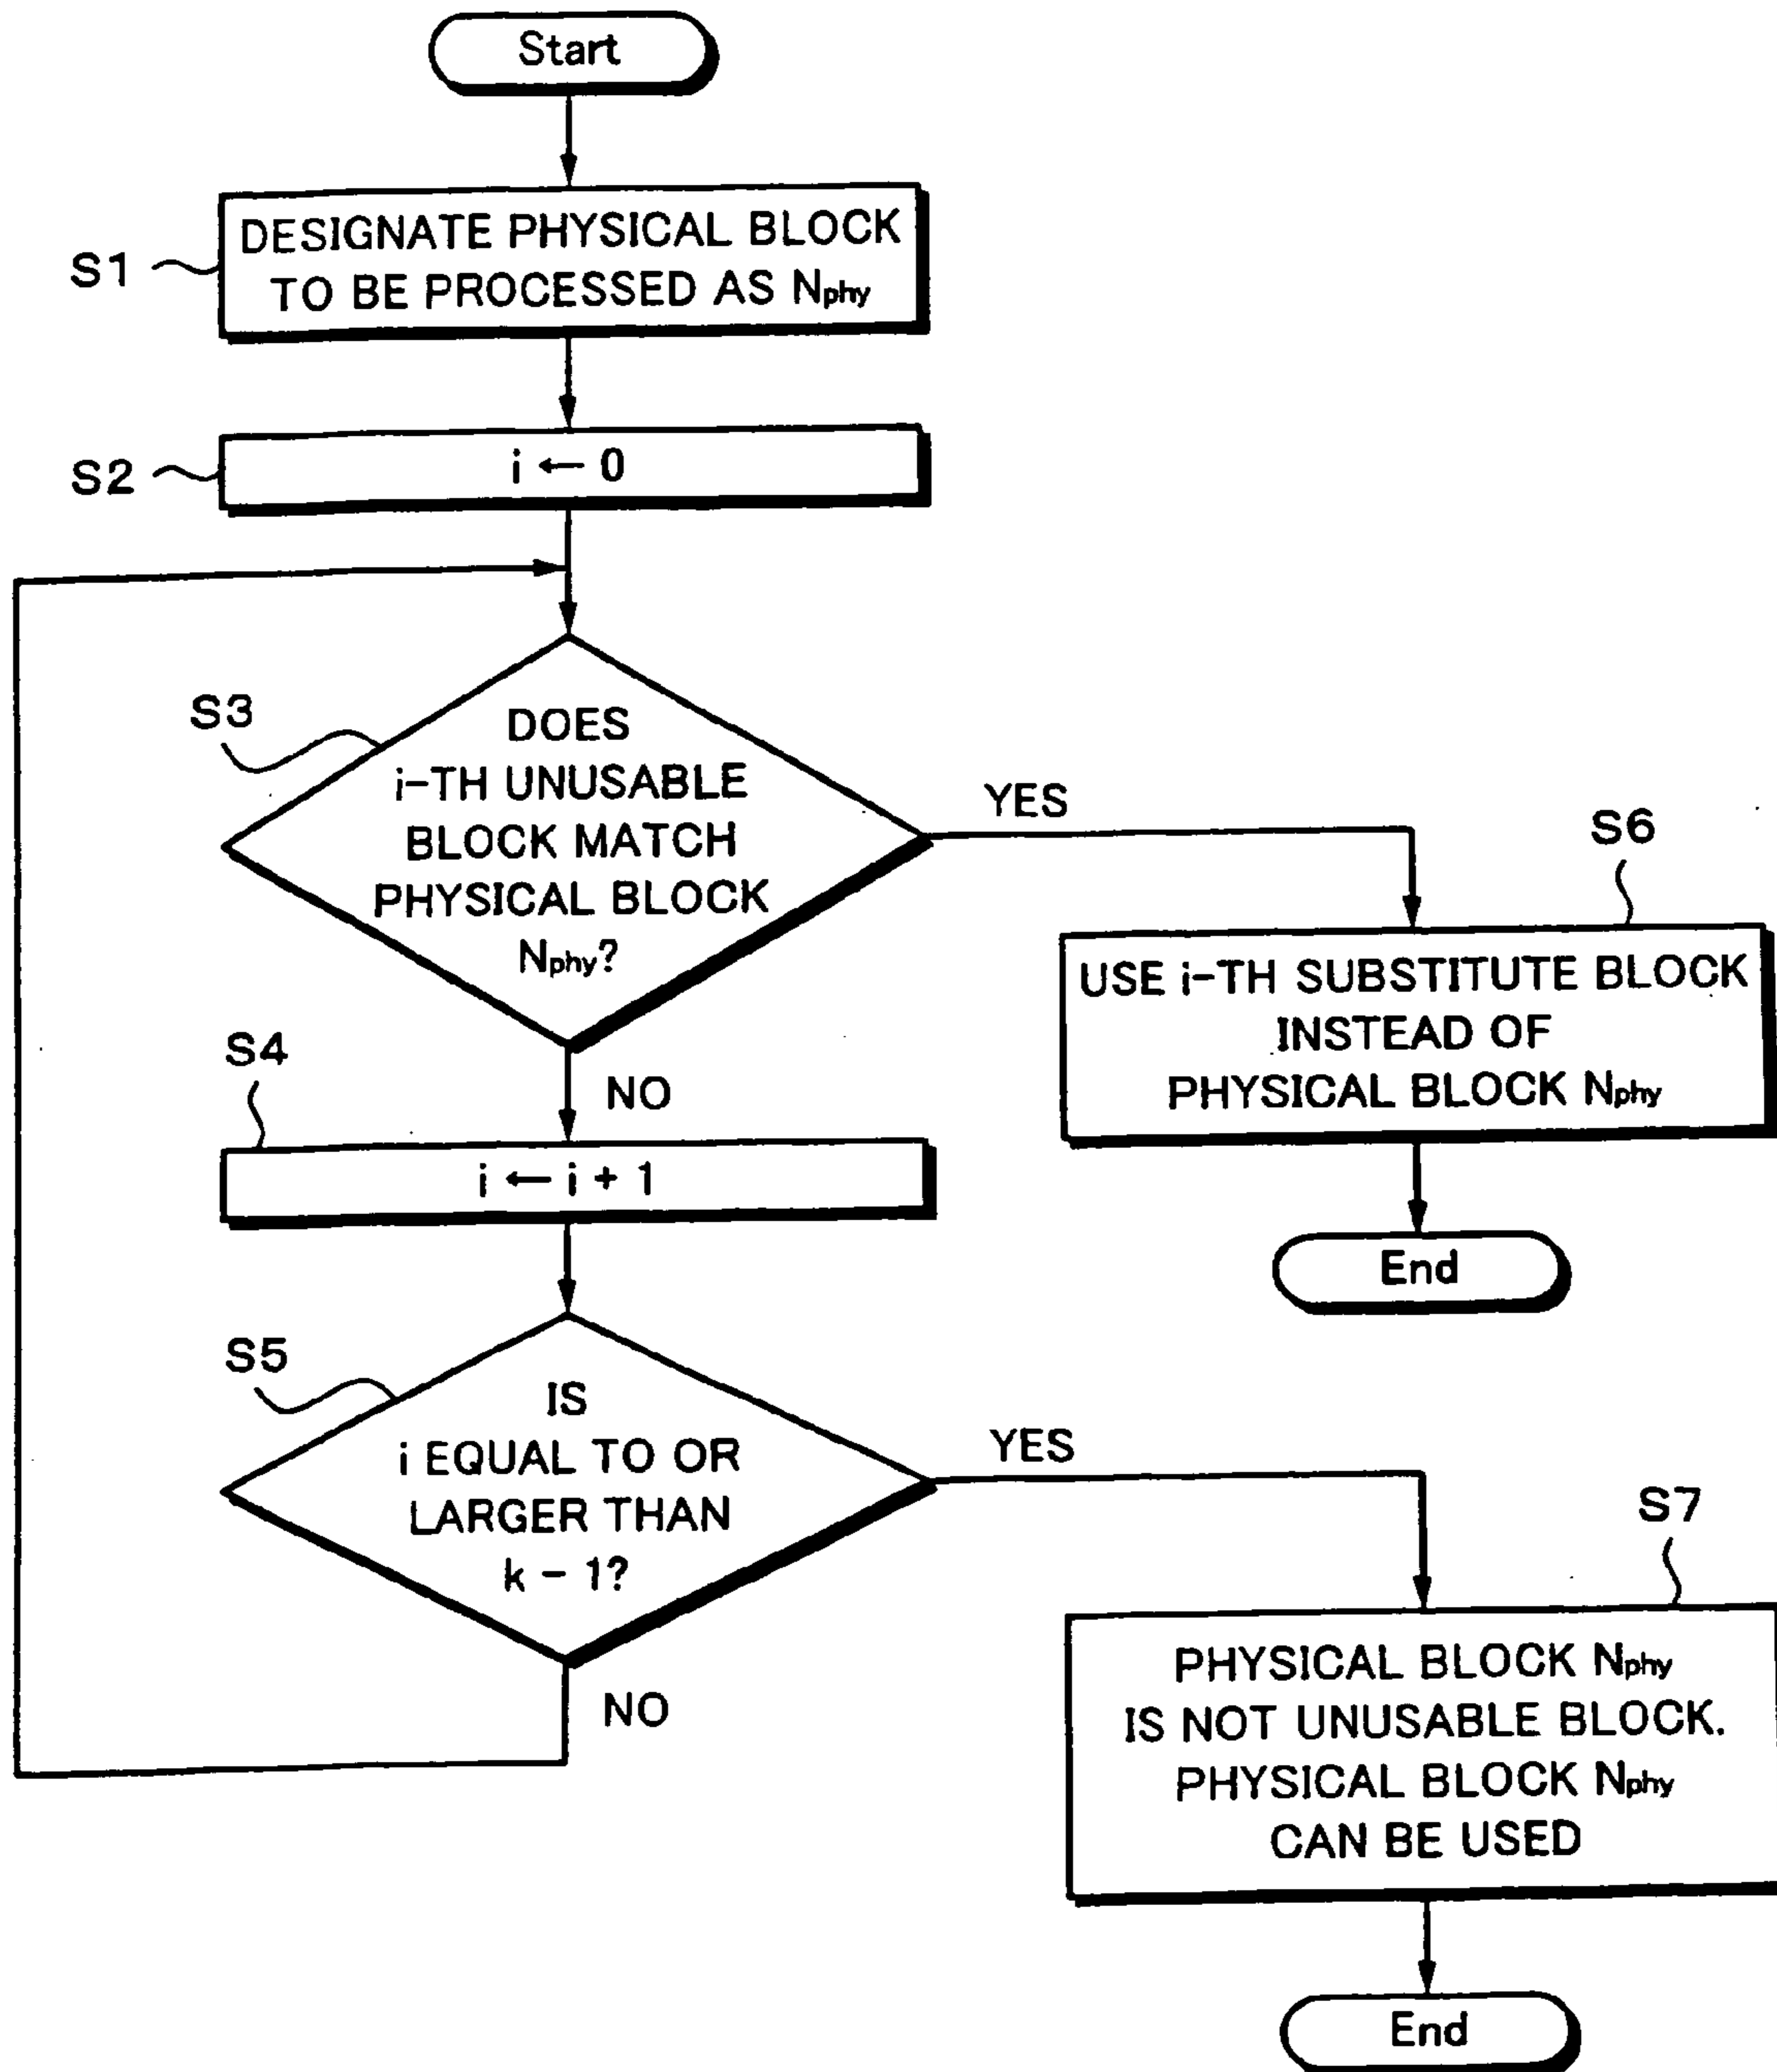 Start
S1
DESIGNATE PHYSICAL BLOCK
TO BE PROCESSED AS Nphy
S2
i ← 0
S3
DOES
i-TH UNUSABLE
BLOCK MATCH
PHYSICAL BLOCK
Nphy?
YES
S6
USE i-TH SUBSTITUTE BLOCK
INSTEAD OF
PHYSICAL BLOCK Nphy
End
NO
S4
i ← i + 1
S5
IS
i EQUAL TO OR
LARGER THAN
k - 1?
YES
S7
PHYSICAL BLOCK Nphy
IS NOT UNUSABLE BLOCK.
PHYSICAL BLOCK Nphy
CAN BE USED
End
NO